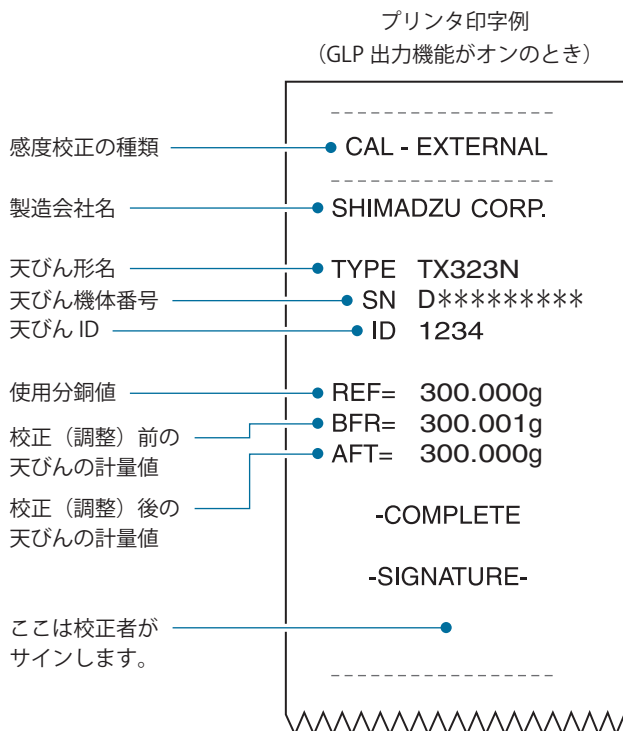 プリンタ印字例
（GLP 出力機能がオンのとき）
感度校正の種類
CAL - EXTERNAL
製造会社名
SHIMADZU CORP.
天びん形名
TYPE TX323N
天びん機体番号
SN D*********
天びん ID
ID 1234
使用分銅値
REF= 300.000g
校正（調整）前の
天びんの計量値
BFR= 300.001g
校正（調整）後の
天びんの計量値
AFT= 300.000g
-COMPLETE
-SIGNATURE-
ここは校正者が
サインします。